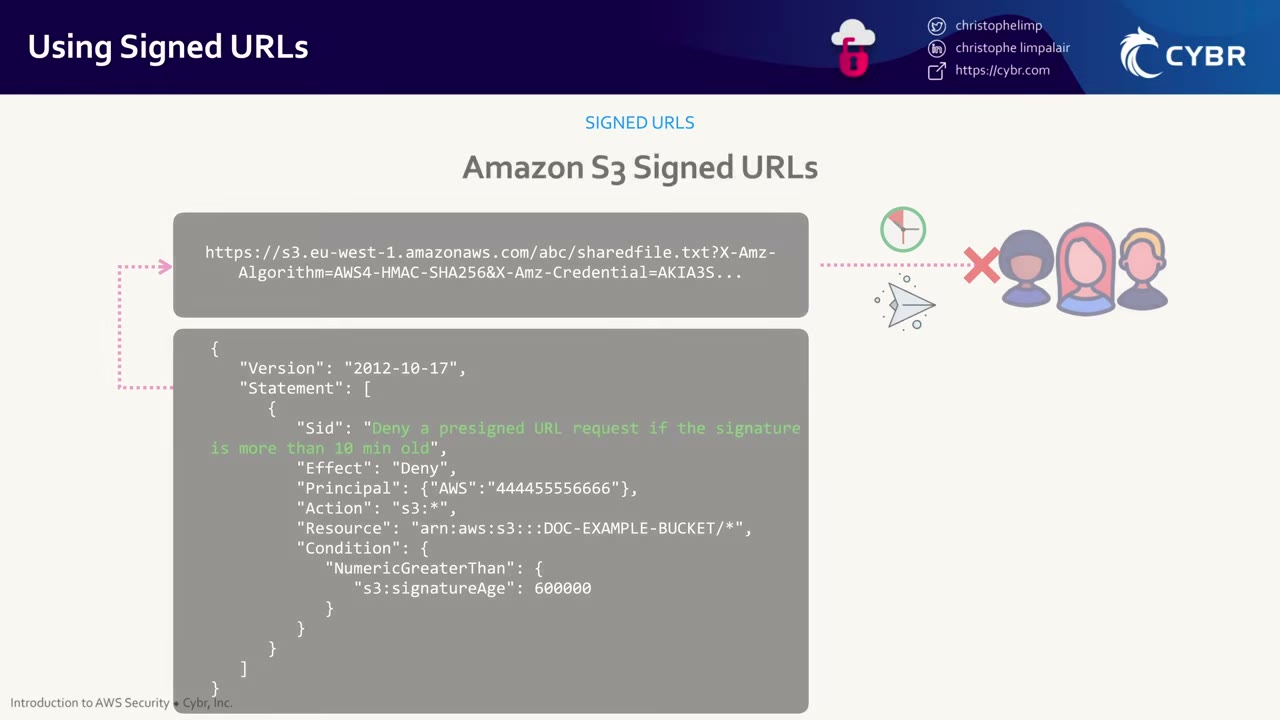 Using Signed URLs
christophelimp
christophe limpalair
https://cybr.com
CYBR
SIGNED URLS
Amazon S3 Signed URLs
https://s3.eu-west-1.amazonaws.com/abc/sharedfile.txt?X-Amz-
Algorithm=AWS4-HMAC-SHA256&X-Amz-Credential=AKIA3S...
{
"Version": "2012-10-17",
"Statement": [
{
"Sid": "Deny a presigned URL request if the signature
is more than 10 min old",
"Effect": "Deny",
"Principal": {"AWS":"444455556666"},
"Action": "s3:*",
"Resource": "arn:aws:s3:::DOC-EXAMPLE-BUCKET/*",
"Condition": {
"NumericGreaterThan": {
"s3:signatureAge": 600000
}
}
}
]
}
Introduction to AWS Security • Cybr, Inc.